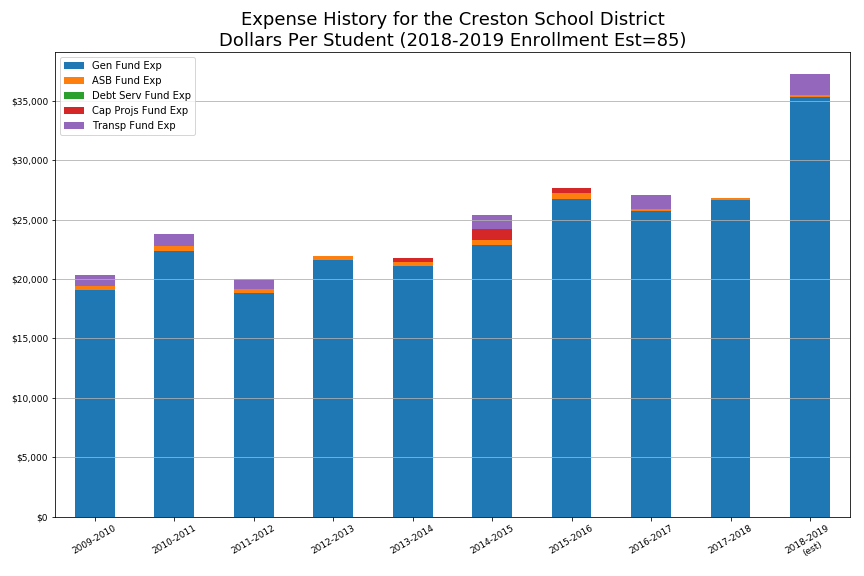 Expense History for the Creston School District
Dollars Per Student (2018-2019 Enrollment Est=85)
Gen Fund Exp
ASB Fund Exp
Debt Serv Fund Exp
Cap Projs Fund Exp
Transp Fund Exp
$35,000
$30,000
$25,000
$20,000
$15,000
$10,000
$5,000
$0
2009-2010
2010-2011
2011-2012
2012-2013
2013-2014
2014-2015
2015-2016
2016-2017
2017-2018
2018-2019
(est)